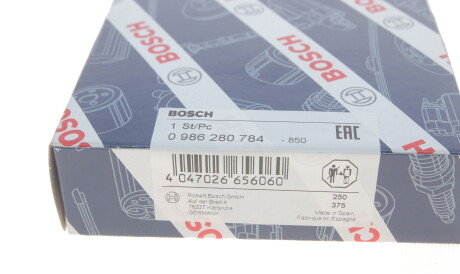 BOSCH
BOSCH
BOSCH
BOSCH
BOSCH
1 St/Pc
0 986 280 784 - 850
EAC
4 047026 656060
Robert Bosch GmbH
Auf der Breit 4
76227 Karlsruhe
GERMANY
250
375
Made in Spain
Fabriqué en Espagne